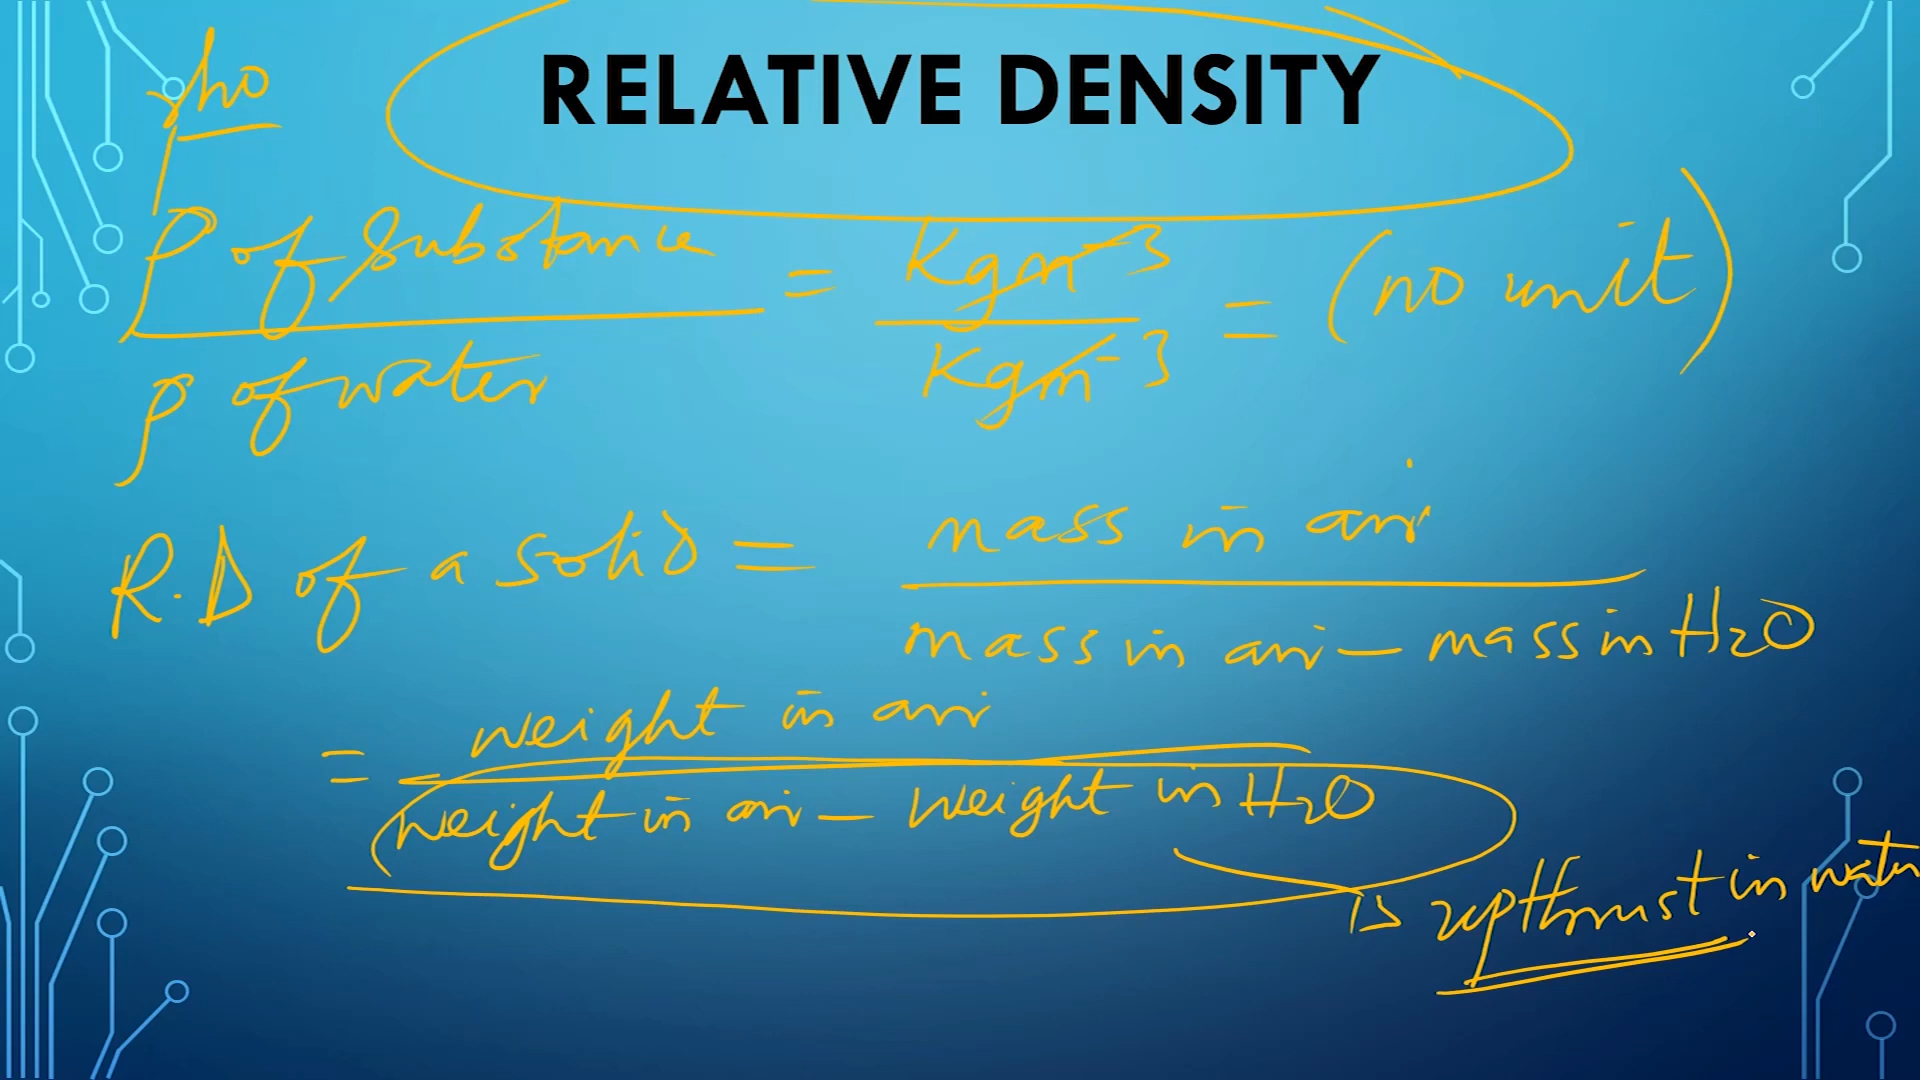 RELATIVE DENSITY
rho
ρ of substance = Kgm-3 = (no unit)
ρ of water Kgm-3
R.D of a solid = mass in air
mass in air - mass in H2O
= weight in air
weight in air - weight in H2O
is upthrust in water